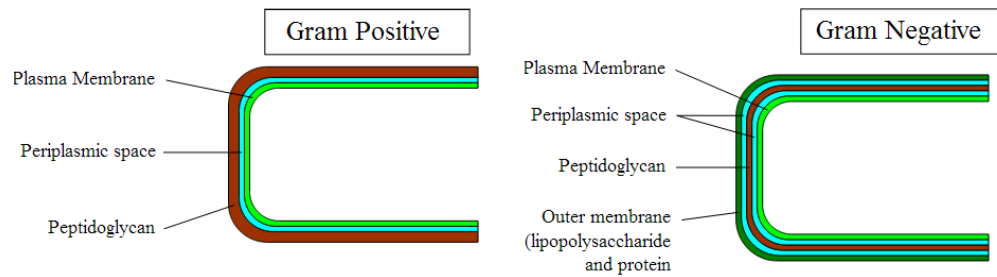 Gram Positive
Plasma Membrane
Periplasmic space
Peptidoglycan
Gram Negative
Plasma Membrane
Periplasmic space
Peptidoglycan
Outer membrane
(lipopolysaccharide
and protein